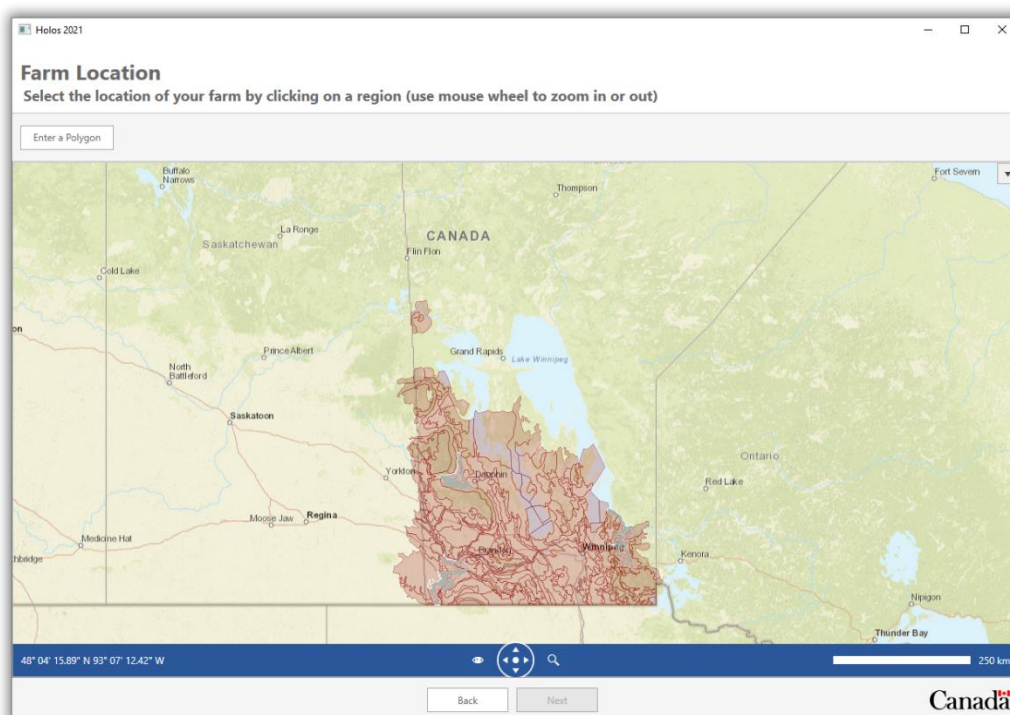 Holos 2021
Farm Location
Select the location of your farm by clicking on a region (use mouse wheel to zoom in or out)
Enter a Polygon
Buffalo
Narrows
Thompson
Fort Severn
La Ronge
Saskatchewan
CANADA
Flin Flon
Cold Lake
on
Prince Albert
Grand Rapids
Lake Winnipeg
North
Battleford
Saskatoon
Ontario
Yorkton
Dauphin
Red Lake
Moose Jaw
Regina
Medicine Hat
Brandon
Winnipeg
Kenora
hbridge
Nipigon
Thunder Bay
48° 04' 15.89" N 93° 07' 12.42" W
250 km
Back
Next
Canada